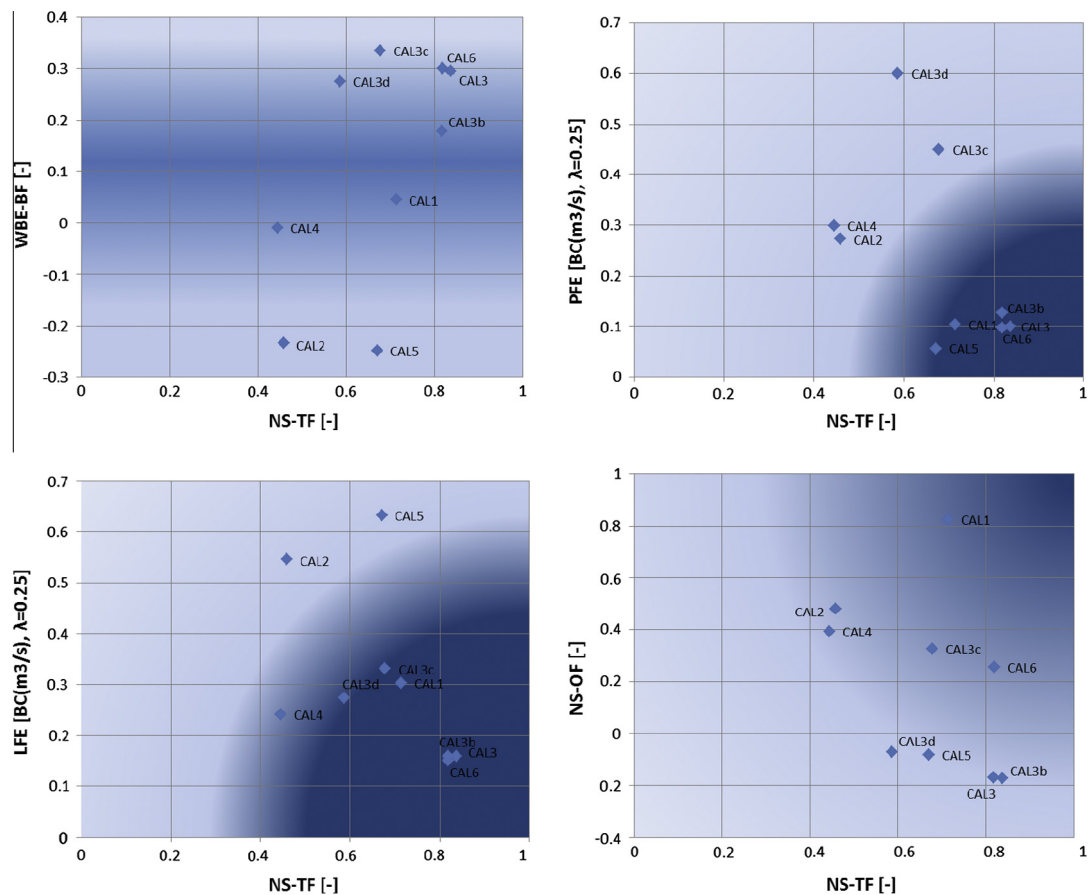 0.4
0.3
0.2
0.1
0
-0.1
-0.2
-0.3
WBE-BF [-]
CAL3c
CAL6
CAL3
CAL3d
CAL3b
CAL1
CAL4
CAL2
CAL5
0 0.2 0.4 0.6 0.8 1
NS-TF [-]
0.7
0.6
0.5
0.4
0.3
0.2
0.1
0
PFE [BC(m3/s), λ=0.25]
CAL3d
CAL3c
CAL4
CAL2
CAL3b
CAL1
CAL3
CAL6
CAL5
0 0.2 0.4 0.6 0.8 1
NS-TF [-]
0.7
0.6
0.5
0.4
0.3
0.2
0.1
0
LFE [BC(m3/s), λ=0.25]
CAL5
CAL2
CAL3c
CAL3d
CAL1
CAL4
CAL3b
CAL3
CAL6
0 0.2 0.4 0.6 0.8 1
NS-TF [-]
1
0.8
0.6
0.4
0.2
0
0.2
-0.4
NS-OF [-]
CAL1
CAL2
CAL4
CAL3c
CAL6
CAL3d
CAL5
CAL3b
CAL3
0 0.2 0.4 0.6 0.8 1
NS-TF [-]